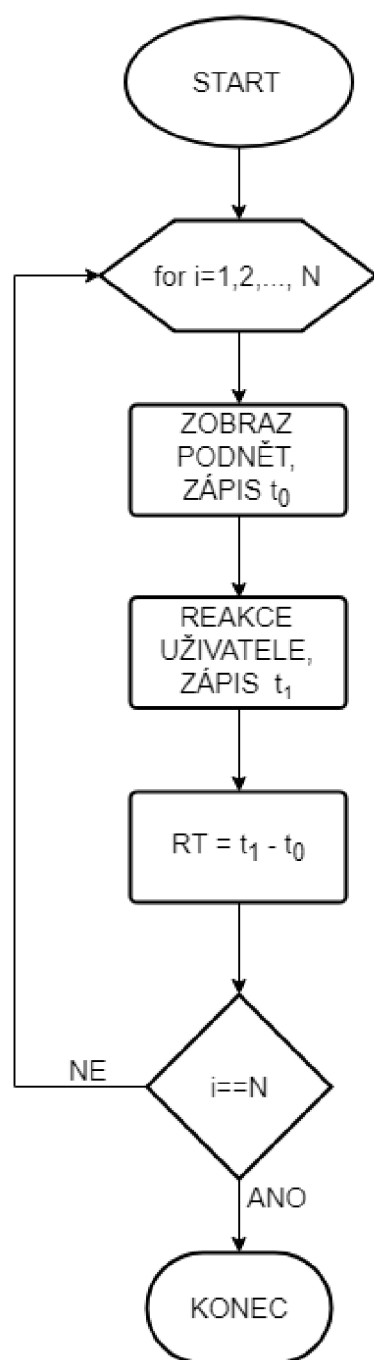 START
for i=1,2,..., N
ZOBRAZ
PODNĚT,
ZÁPIS t₀
REAKCE
UŽIVATELE,
ZÁPIS t₁
RT = t₁ - t₀
i==N
NE
ANO
KONEC